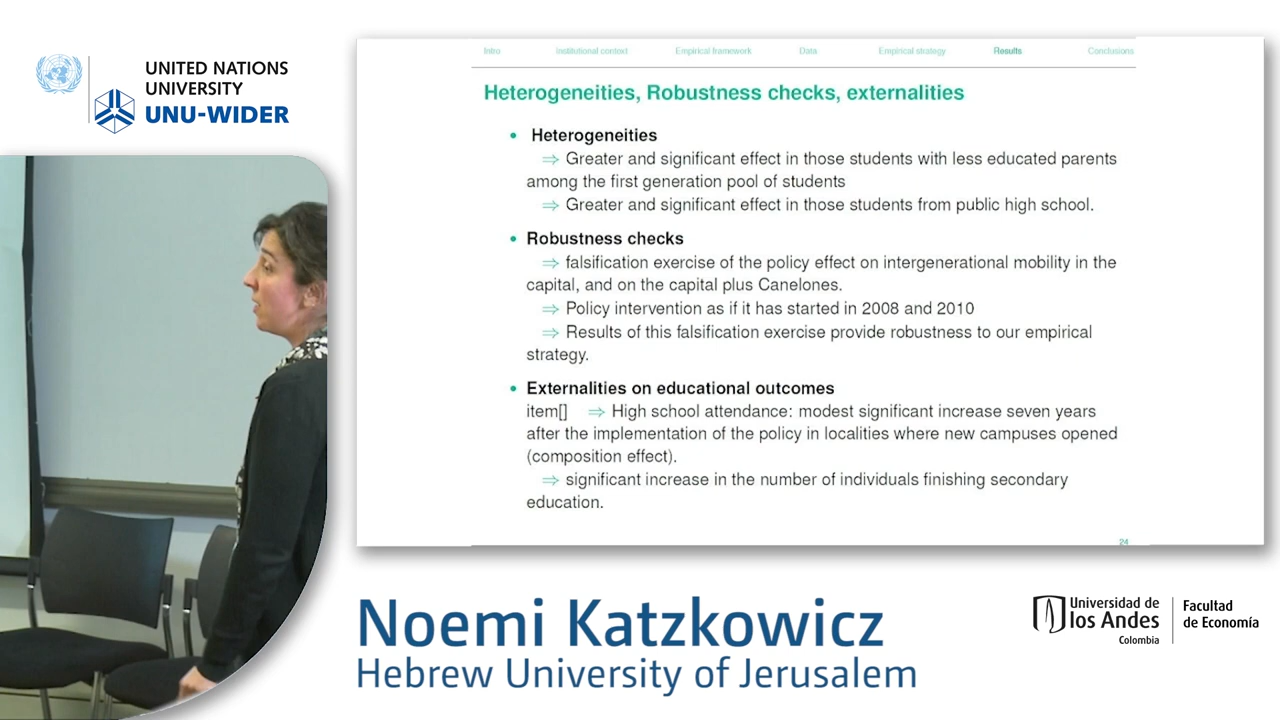 UNITED NATIONS
UNIVERSITY
UNU-WIDER
Intro Institutional context Empirical framework Data Empirical strategy Results Conclusions
Heterogeneities, Robustness checks, externalities
• Heterogeneities
⇒ Greater and significant effect in those students with less educated parents
among the first generation pool of students
⇒ Greater and significant effect in those students from public high school.
• Robustness checks
⇒ falsification exercise of the policy effect on intergenerational mobility in the
capital, and on the capital plus Canelones.
⇒ Policy intervention as if it has started in 2008 and 2010
⇒ Results of this falsification exercise provide robustness to our empirical
strategy.
• Externalities on educational outcomes
item[] ⇒ High school attendance: modest significant increase seven years
after the implementation of the policy in localities where new campuses opened
(composition effect).
⇒ significant increase in the number of individuals finishing secondary
education.
24
Noemi Katzkowicz
Hebrew University of Jerusalem
Universidad de
los Andes
Colombia
Facultad
de Economía